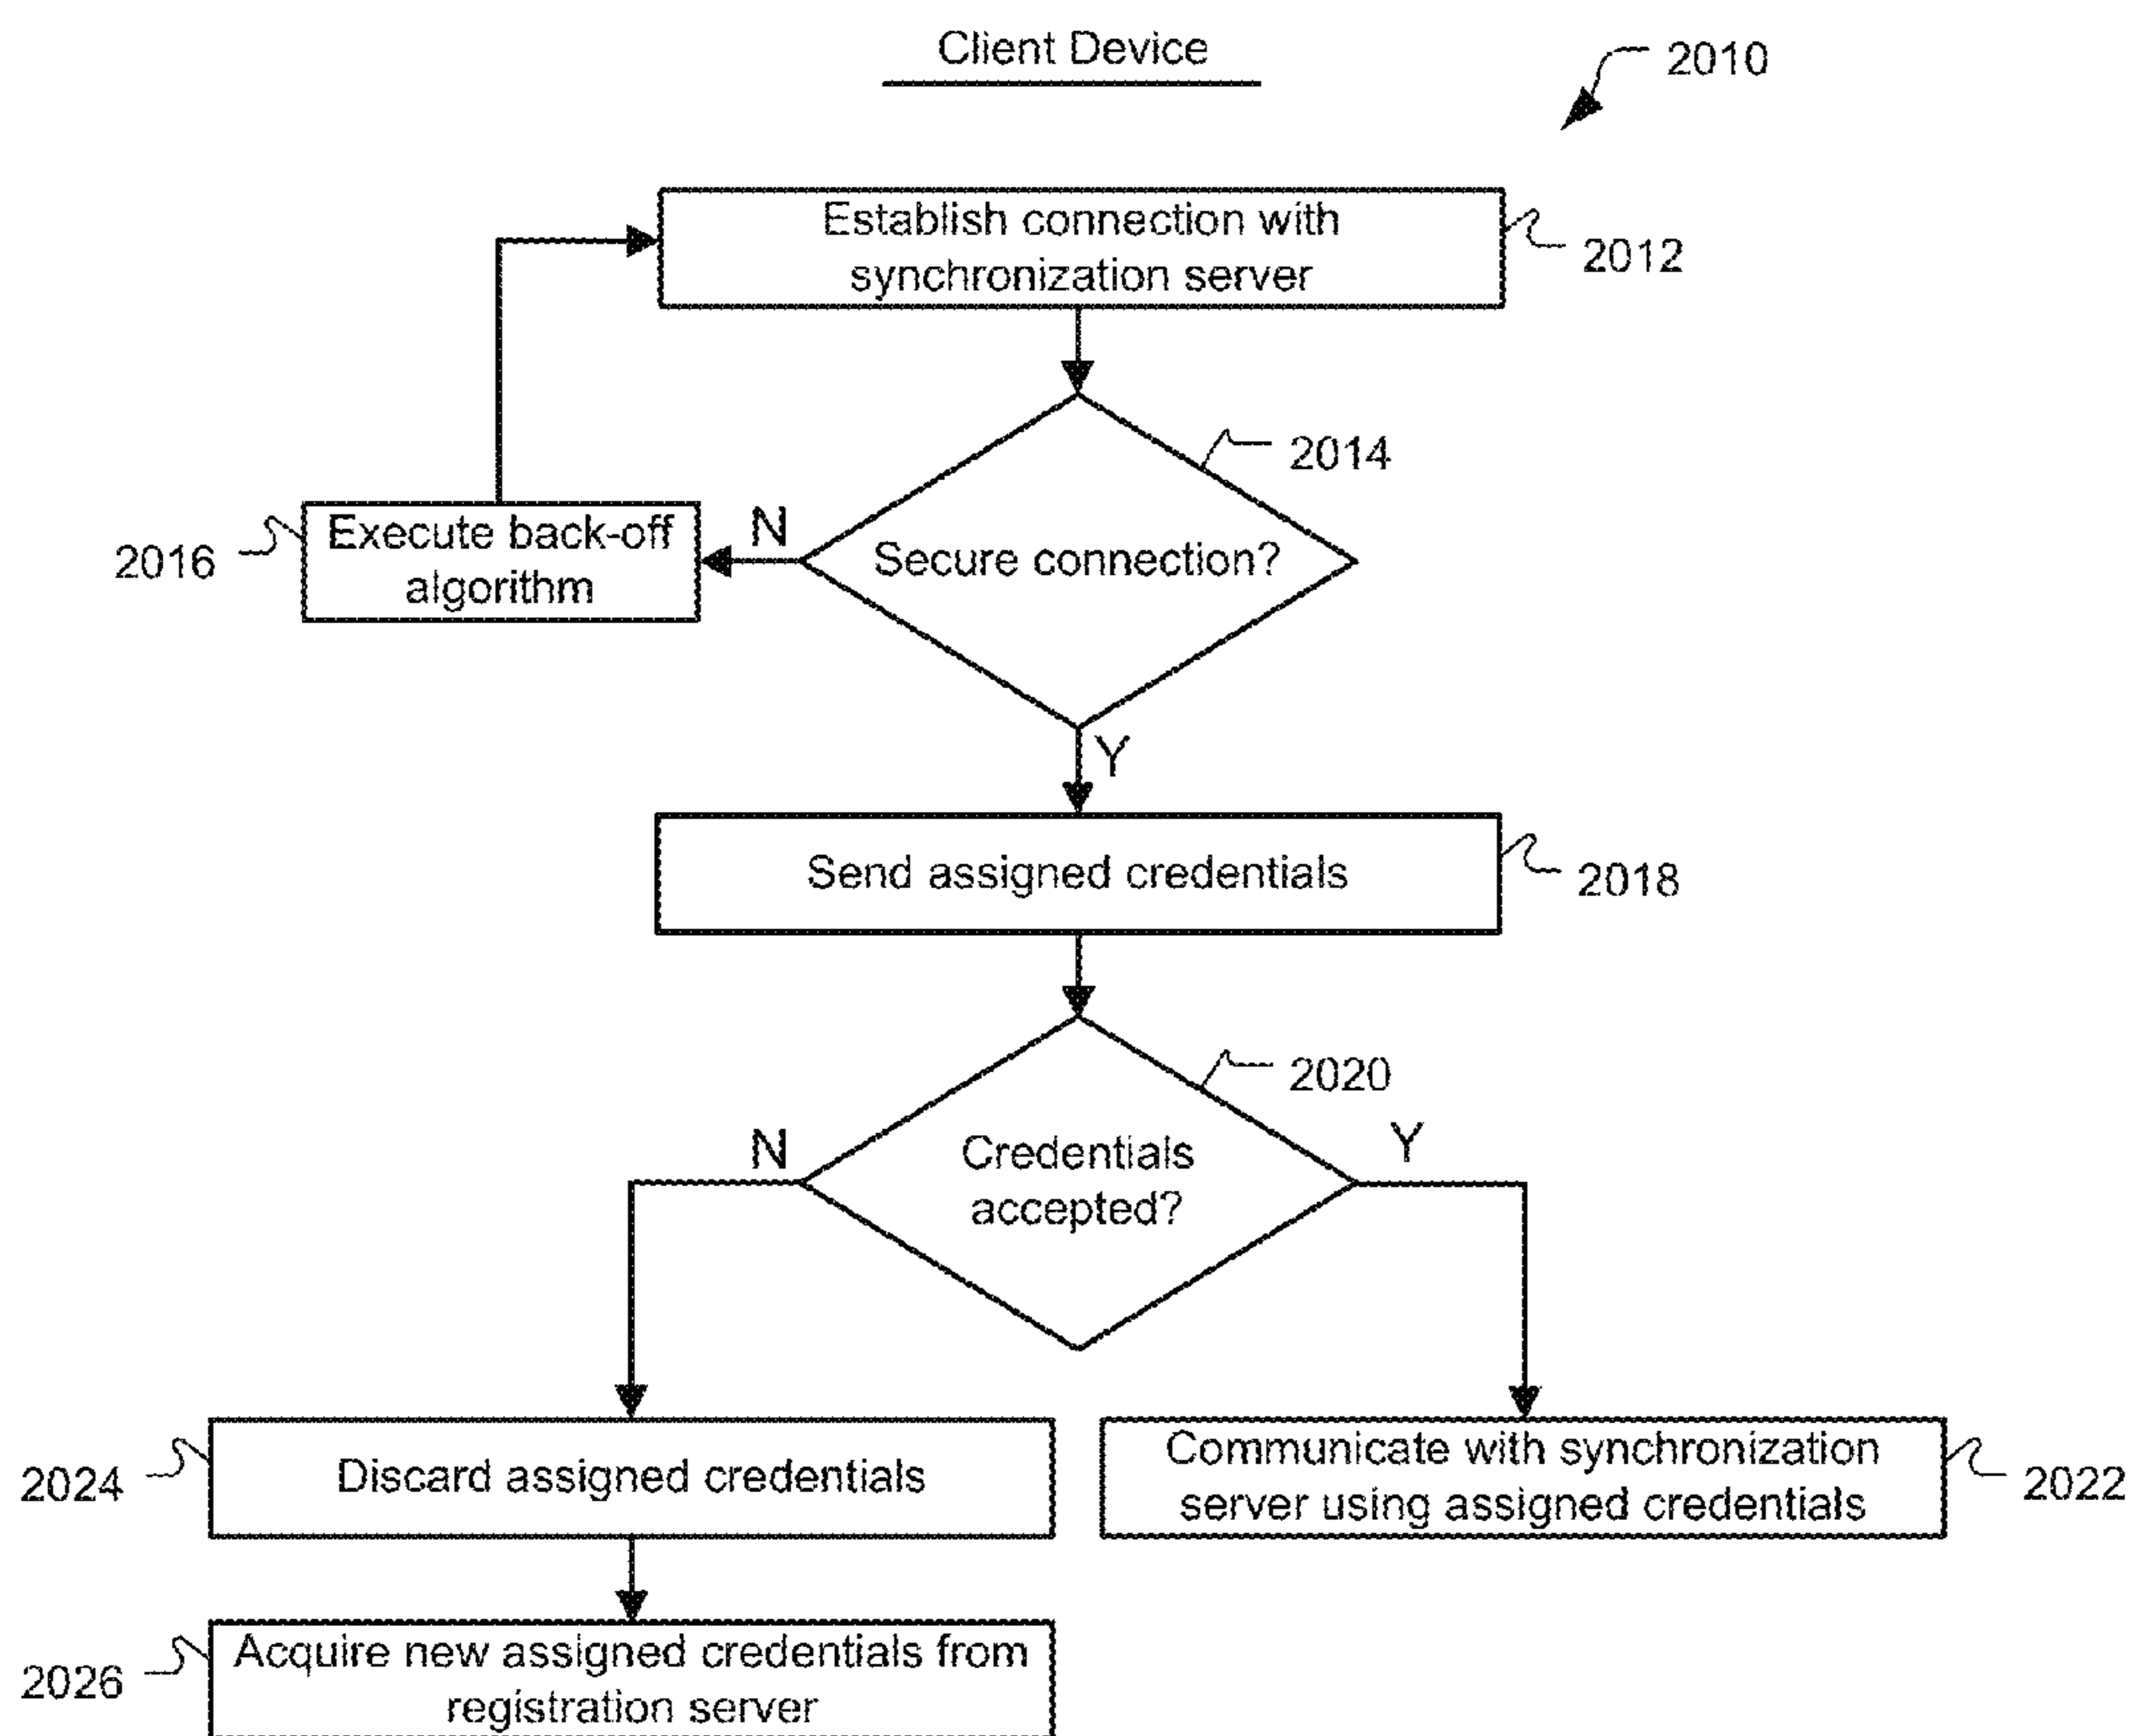 Client Device
2010
Establish connection with
synchronization server
2012
2014
Secure connection?
N
Execute back-off
algorithm
2016
Y
Send assigned credentials
2018
2020
Credentials
accepted?
N
Y
Discard assigned credentials
2024
Communicate with synchronization
server using assigned credentials
2022
Acquire new assigned credentials from
registration server
2026